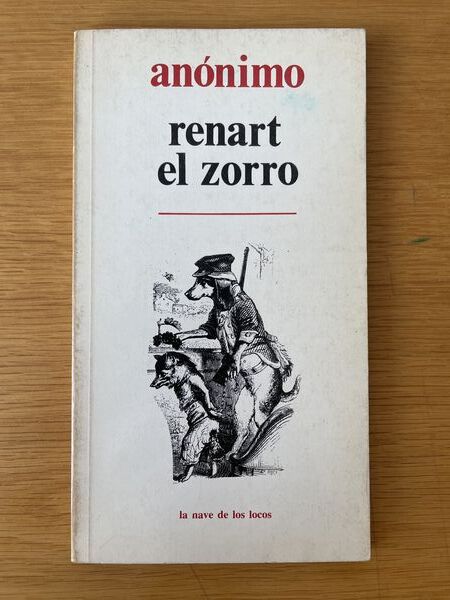 anónimo
renart
el zorro
la nave de los locos